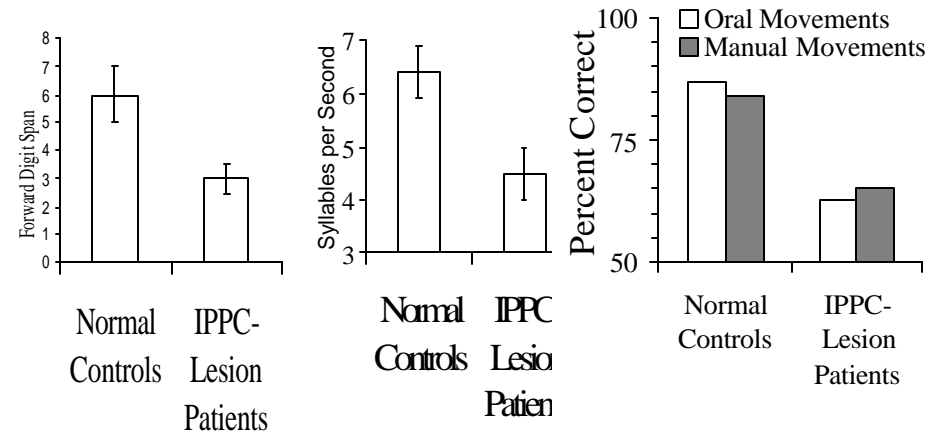 Forward Digit Span
8
7
6
5
4
3
2
1
0
Normal
Controls
IPPC-
Lesion
Patients
Syllables per Second
7
6
5
4
3
Normal
Controls
IPPC
Lesion
Patien
Percent Correct
100
75
50
Oral Movements
Manual Movements
Normal
Controls
IPPC-
Lesion
Patients